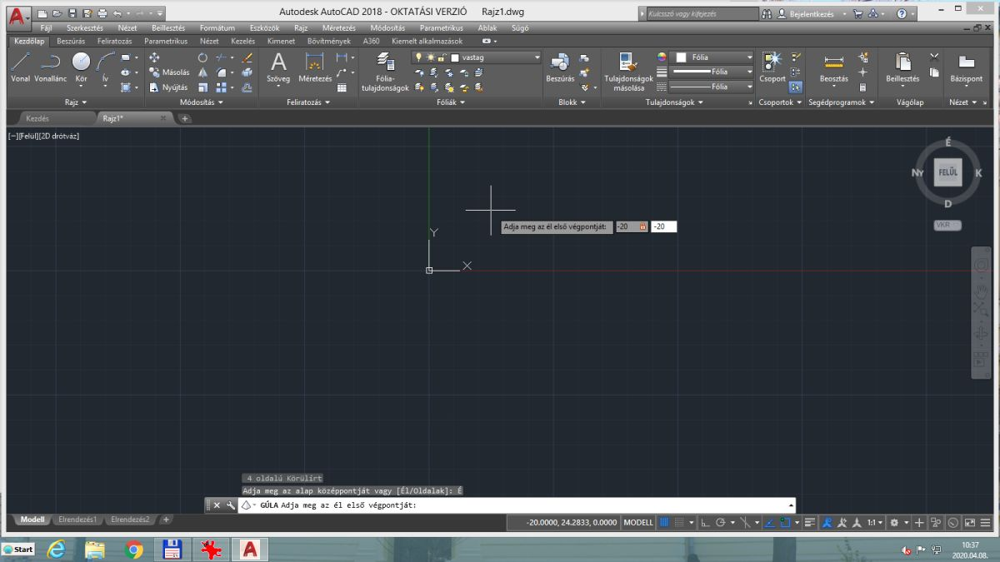 Autodesk AutoCAD 2018 - OKTATÁSI VERZIÓ Rajz1.dwg
Kulcsszó vagy kifejezés
Bejelentkezés
Fájl Szerkesztés Nézet Beillesztés Formátum Eszközök Rajz Méretezés Módosítás Parametrikus Ablak Súgó
Kezdőlap Beszúrás Feliratozás Parametrikus Nézet Kezelés Kimenet Bővítmények A360 Kiemelt alkalmazások
vastag
Fólia
Másolás
Fólia
Vonal Vonallánc Kör ív
Szöveg Méretezés
Fólia-
tulajdonságok
Beszúrás
Tulajdonságok
másolása
Csoport
Beosztás
Beillesztés
Bázispont
Nyújtás
Fólia
Rajz Módosítás Feliratozás Fóliák Blokk Tulajdonságok Csoportok Segédprogramok Vágólap Nézet
Kezdés Rajz1*
[−][Felül][2D drótváz]
É
Ny FELÜL K
D
VKR
Adja meg az él első végpontját: -20 -20
Y
X
4 oldalú Körülírt
Adja meg az alap középpontját vagy [Él/Oldalak]: É
GÚLA Adja meg az él első végpontját:
Modell Elrendezés1 Elrendezés2
-20.0000, 24.2833, 0.0000 MODELL
1:1
Start
10:37
2020.04.08.